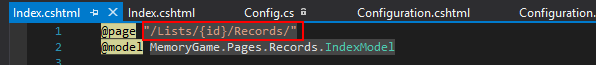 Index.cshtml Index.cshtml Config.cs Configuration.cshtml Configuration.
1 @page "/Lists/{id}/Records/"
2 @model MemoryGame.Pages.Records.IndexModel